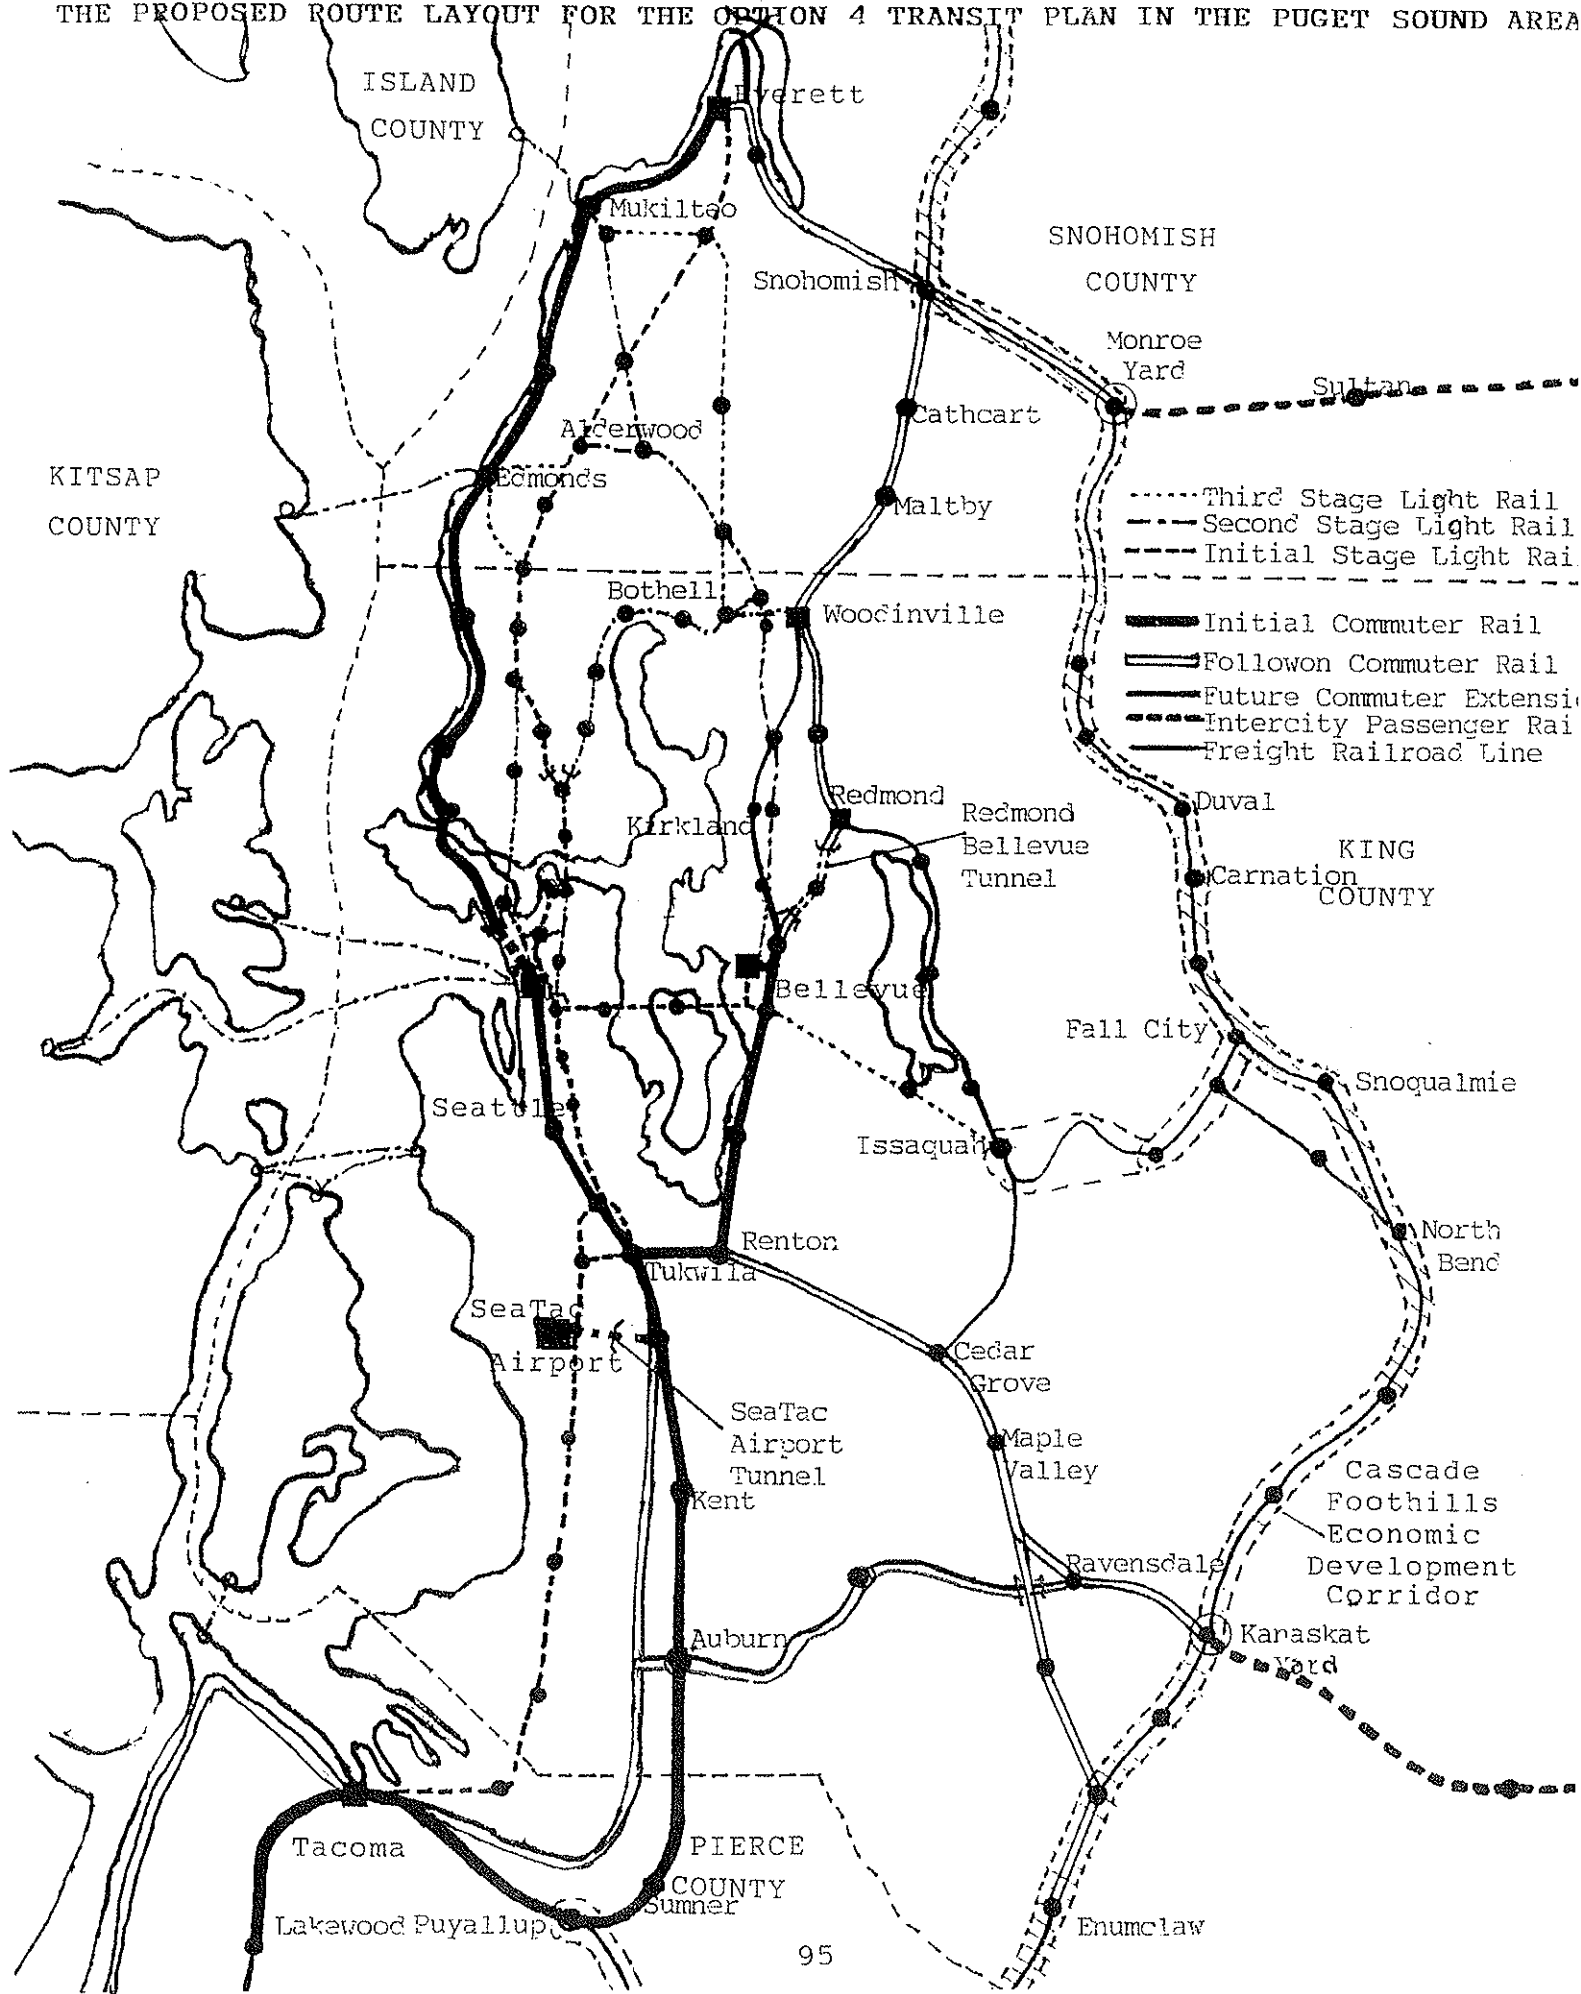 THE PROPOSED ROUTE LAYOUT FOR THE OPTION 4 TRANSIT PLAN IN THE PUGET SOUND AREA
ISLAND
COUNTY
Everett
Mukilteo
SNOHOMISH
COUNTY
Snohomish
Monroe
Yard
Sultan
Cathcart
Alderwood
Edmonds
KITSAP
COUNTY
Maltby
Third Stage Light Rail
Second Stage Light Rail
Initial Stage Light Rai
Bothell
Woodinville
Initial Commuter Rail
Followon Commuter Rail
Future Commuter Extensi
Intercity Passenger Rai
Freight Railroad Line
Redmond
Kirkland
Redmond
Bellevue
Tunnel
Duval
KING
COUNTY
Carnation
Bellevue
Fall City
Snoqualmie
Seattle
Issaquah
North
Bend
Renton
Tukwila
SeaTac
Airport
Cedar
Grove
SeaTac
Airport
Tunnel
Maple
Valley
Kent
Cascade
Foothills
Economic
Development
Corridor
Ravensdale
Auburn
Kanaskat
Yard
Tacoma
PIERCE
COUNTY
Sumner
Lakewood
Puyallup
Enumclaw
95